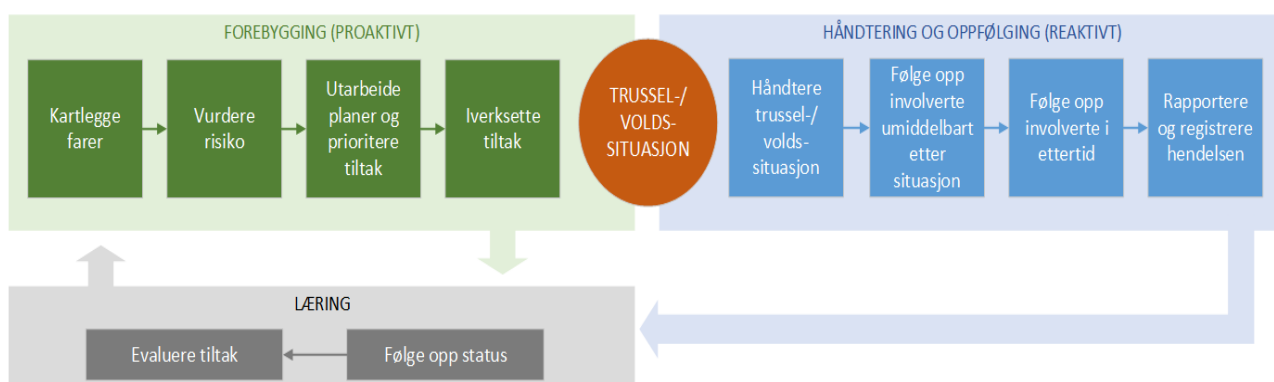 FOREBYGGING (PROAKTIVT)
Kartlegge
farer
Vurdere
risiko
Utarbeide
planer og
prioritere
tiltak
Iverksette
tiltak
TRUSSEL-/
VOLDS-
SITUASJON
HÅNDTERING OG OPPFØLGING (REAKTIVT)
Håndtere
trussel-/
volds-
situasjon
Følge opp
involverte
umiddelbart
etter
situasjon
Følge opp
involverte i
ettertid
Rapportere
og registrere
hendelsen
LÆRING
Evaluere tiltak
Følge opp status